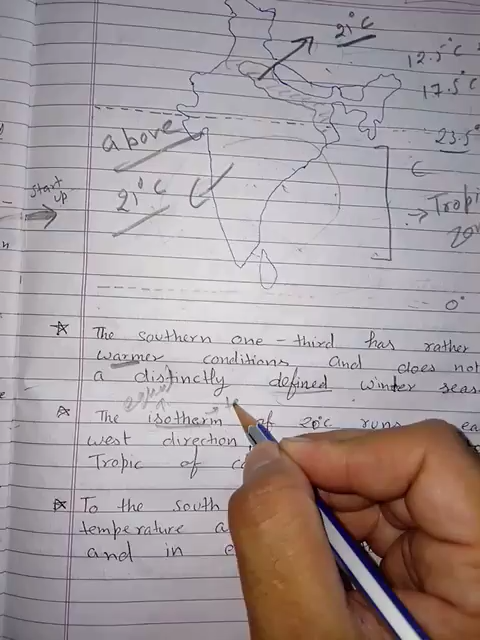 21°C
12.5°C
17.5°C
23.5°
above
21°C
C
Start up
Tropi
0°
The southern one-third has rather
warmer conditions and does not
a distinctly defined winter seas
The isotherm of 20°C runs ea
west direction
Tropic of
To the south
temperature a
and in e